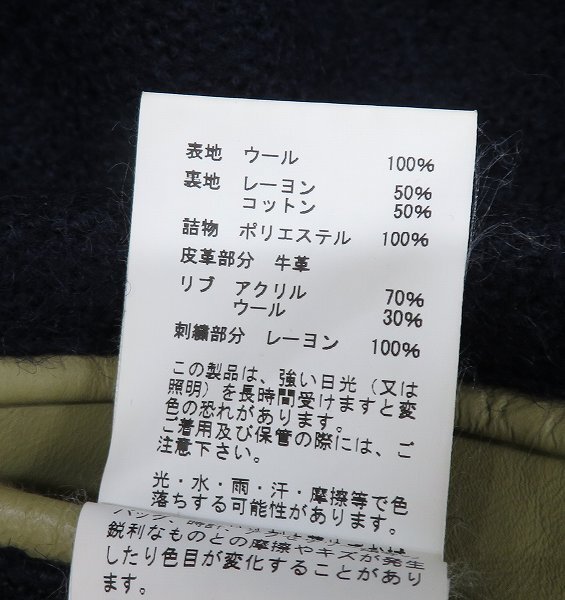 表地 ウール 100%
裏地 レーヨン 50%
コットン 50%
詰物 ポリエステル 100%
皮革部分 牛革
リブ アクリル 70%
ウール 30%
刺繍部分 レーヨン 100%
この製品は、強い日光（又は
照明）を長時間受けますと変
色の恐れがあります。
ご着用及び保管の際には、ご
注意下さい。
光・水・雨・汗・摩擦等で色
落ちする可能性があります。
バッグ、時計、
鋭利なものとの摩擦やキズが発生
したり色目が変化することがあり
ます。